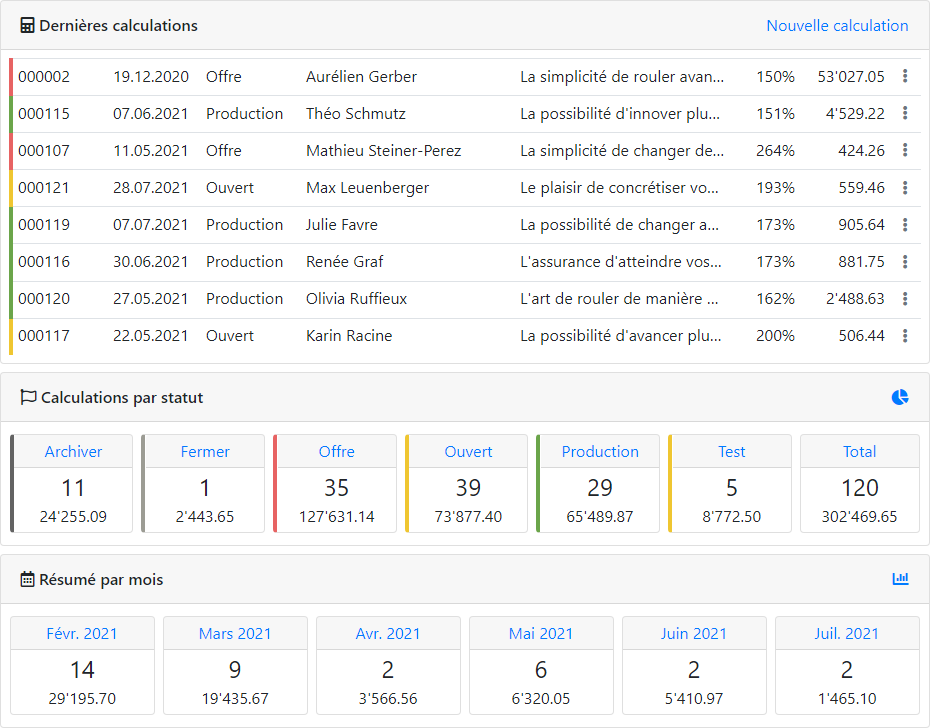 Dernières calculations Nouvelle calculation
000002 19.12.2020 Offre Aurélien Gerber La simplicité de rouler avan... 150% 53'027.05
000115 07.06.2021 Production Théo Schmutz La possibilité d'innover plu... 151% 4'529.22
000107 11.05.2021 Offre Mathieu Steiner-Perez La simplicité de changer de... 264% 424.26
000121 28.07.2021 Ouvert Max Leuenberger Le plaisir de concrétiser vo... 193% 559.46
000119 07.07.2021 Production Julie Favre La possibilité de changer a... 173% 905.64
000116 30.06.2021 Production Renée Graf L'assurance d'atteindre vos... 173% 881.75
000120 27.05.2021 Production Olivia Ruffieux L'art de rouler de manière ... 162% 2'488.63
000117 22.05.2021 Ouvert Karin Racine La possibilité d'avancer plu... 200% 506.44
Calculations par statut
Archiver Fermer Offre Ouvert Production Test Total
11 1 35 39 29 5 120
24'255.09 2'443.65 127'631.14 73'877.40 65'489.87 8'772.50 302'469.65
Résumé par mois
Févr. 2021 Mars 2021 Avr. 2021 Mai 2021 Juin 2021 Juil. 2021
14 9 2 6 2 2
29'195.70 19'435.67 3'566.56 6'320.05 5'410.97 1'465.10